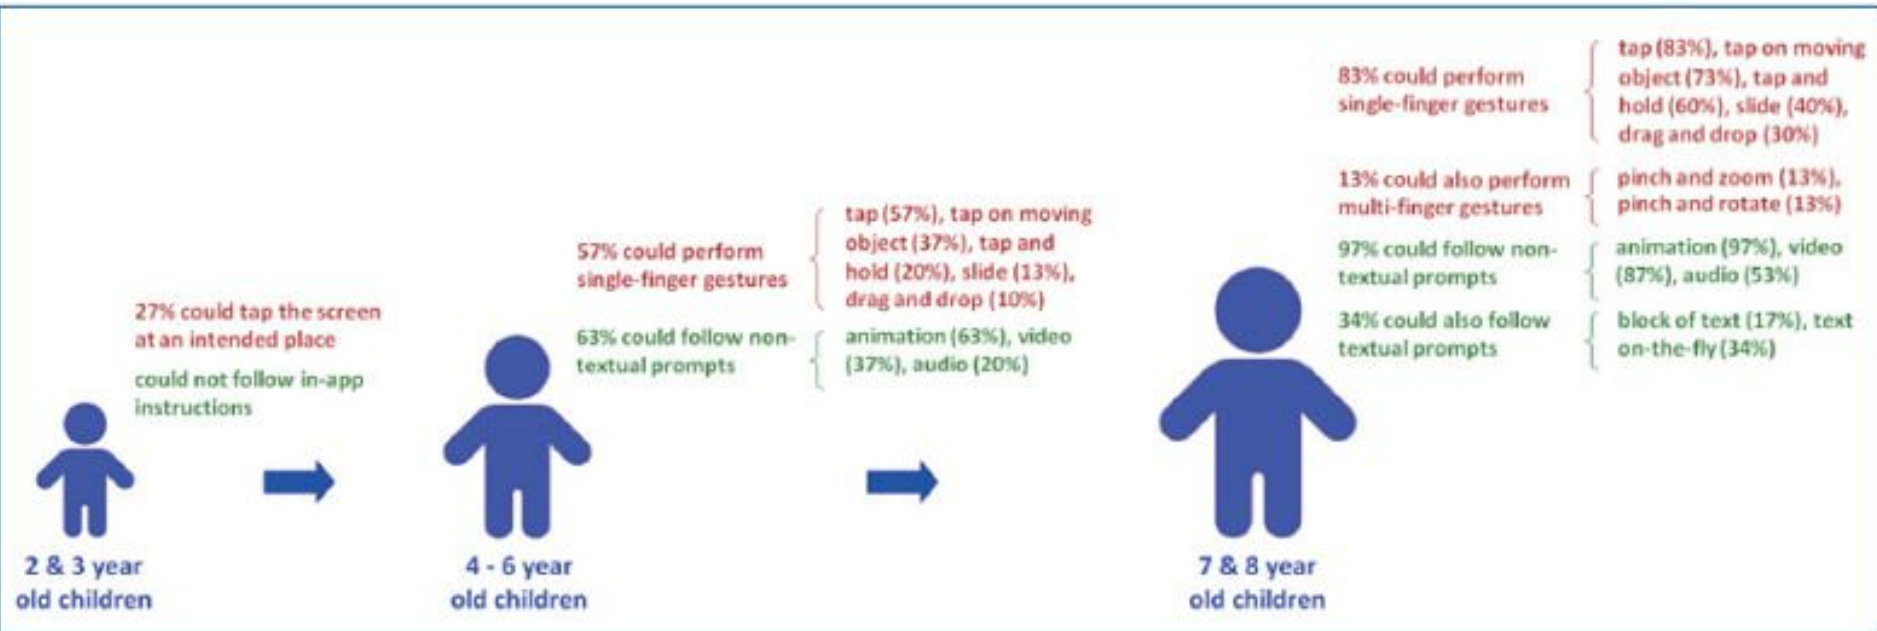 27% could tap the screen
at an intended place
could not follow in-app
instructions
2 & 3 year
old children
57% could perform
single-finger gestures
tap (57%), tap on moving
object (37%), tap and
hold (20%), slide (13%),
drag and drop (10%)
63% could follow non-
textual prompts
animation (63%), video
(37%), audio (20%)
4 - 6 year
old children
83% could perform
single-finger gestures
tap (83%), tap on moving
object (73%), tap and
hold (60%), slide (40%),
drag and drop (30%)
13% could also perform
multi-finger gestures
pinch and zoom (13%),
pinch and rotate (13%)
97% could follow non-
textual prompts
animation (97%), video
(87%), audio (53%)
34% could also follow
textual prompts
block of text (17%), text
on-the-fly (34%)
7 & 8 year
old children